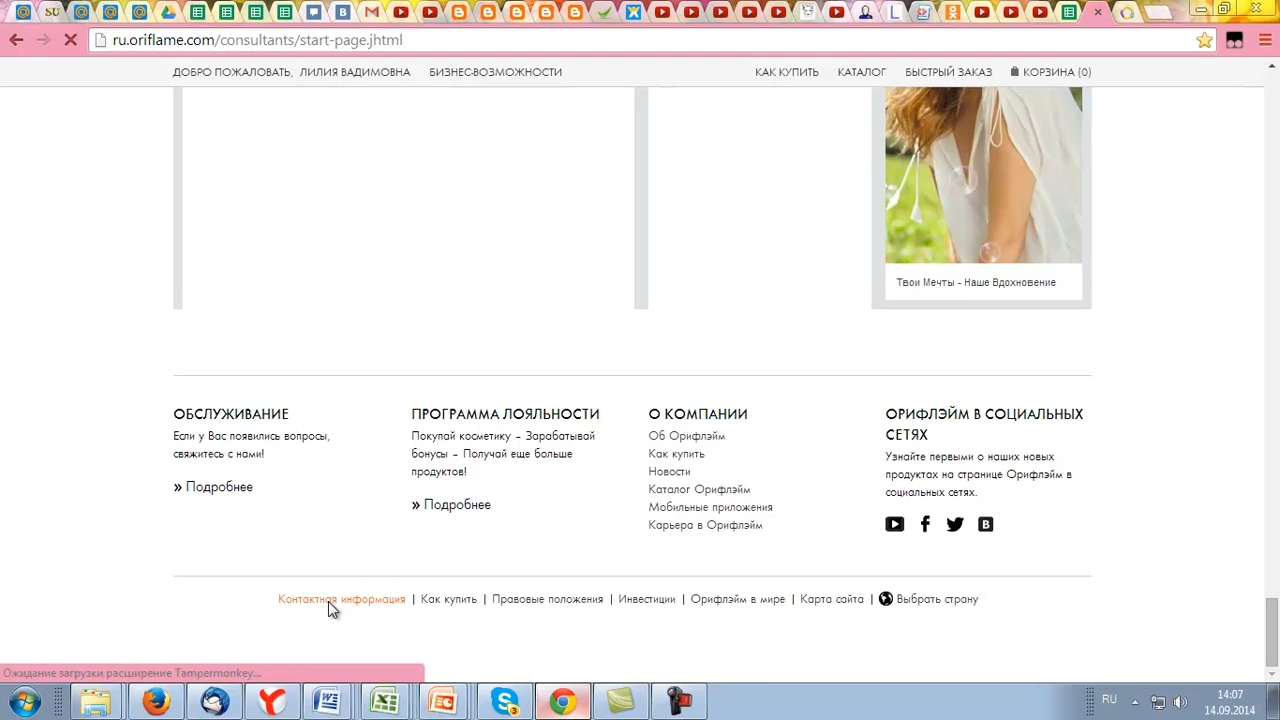 ru.oriflame.com/consultants/start-page.jhtml
ДОБРО ПОЖАЛОВАТЬ, ЛИЛИЯ ВАДИМОВНА БИЗНЕС-ВОЗМОЖНОСТИ КАК КУПИТЬ КАТАЛОГ БЫСТРЫЙ ЗАКАЗ КОРЗИНА (0)
Твои Мечты - Наше Вдохновение
ОБСЛУЖИВАНИЕ
Если у Вас появились вопросы,
свяжитесь с нами!
» Подробнее
ПРОГРАММА ЛОЯЛЬНОСТИ
Покупай косметику – Зарабатывай
бонусы – Получай еще больше
продуктов!
» Подробнее
О КОМПАНИИ
Об Орифлэйм
Как купить
Новости
Каталог Орифлэйм
Мобильные приложения
Карьера в Орифлэйм
ОРИФЛЭЙМ В СОЦИАЛЬНЫХ
СЕТЯХ
Узнайте первыми о наших новых
продуктах на странице Орифлэйм в
социальных сетях.
Контактная информация | Как купить | Правовые положения | Инвестиции | Орифлэйм в мире | Карта сайта | Выбрать страну
Ожидание загрузки расширение Tampermonkey...
RU
14:07
14.09.2014